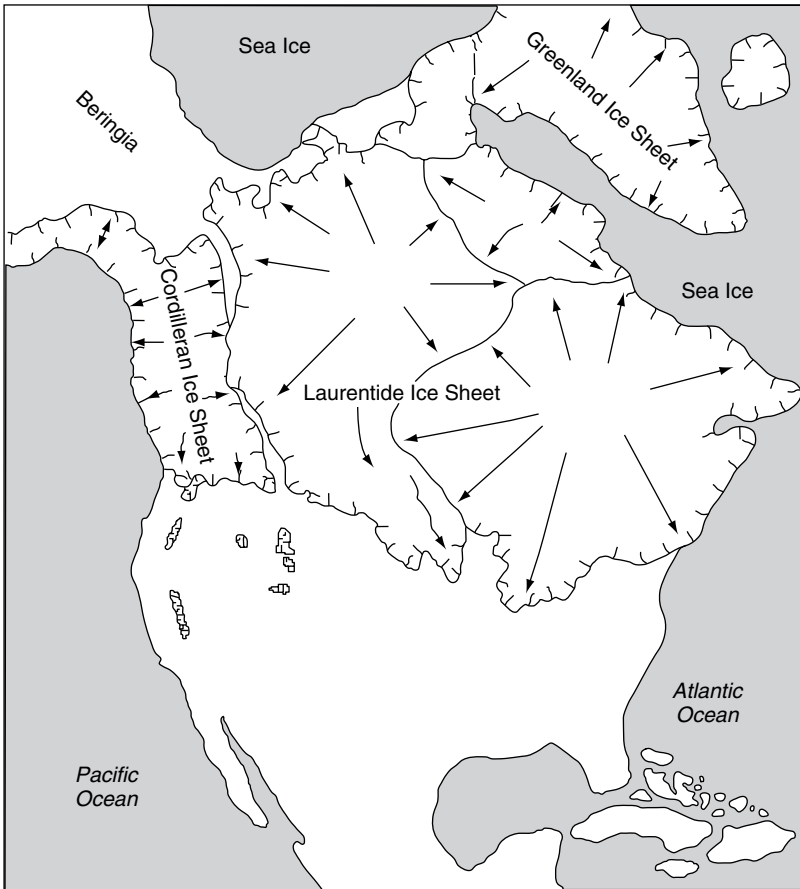 Sea Ice
Greenland Ice Sheet
Beringia
Cordilleran Ice Sheet
Sea Ice
Laurentide Ice Sheet
Atlantic
Ocean
Pacific
Ocean